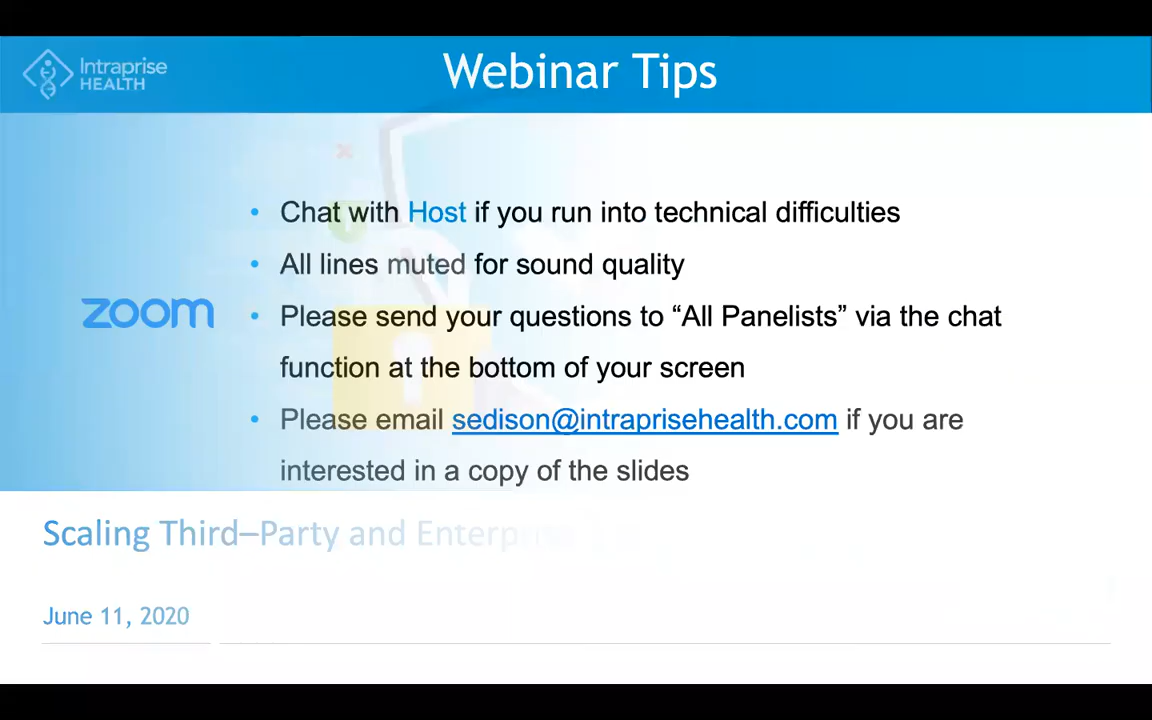 Intraprise
HEALTH
Webinar Tips
• Chat with Host if you run into technical difficulties
• All lines muted for sound quality
zoom
• Please send your questions to “All Panelists” via the chat
function at the bottom of your screen
• Please email sedison@intraprisehealth.com if you are
interested in a copy of the slides
Scaling Third–Party and
June 11, 2020